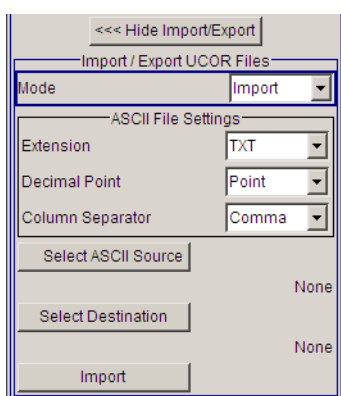 <<< Hide Import/Export
Import / Export UCOR Files
Mode Import
ASCII File Settings
Extension TXT
Decimal Point Point
Column Separator Comma
Select ASCII Source
None
Select Destination
None
Import